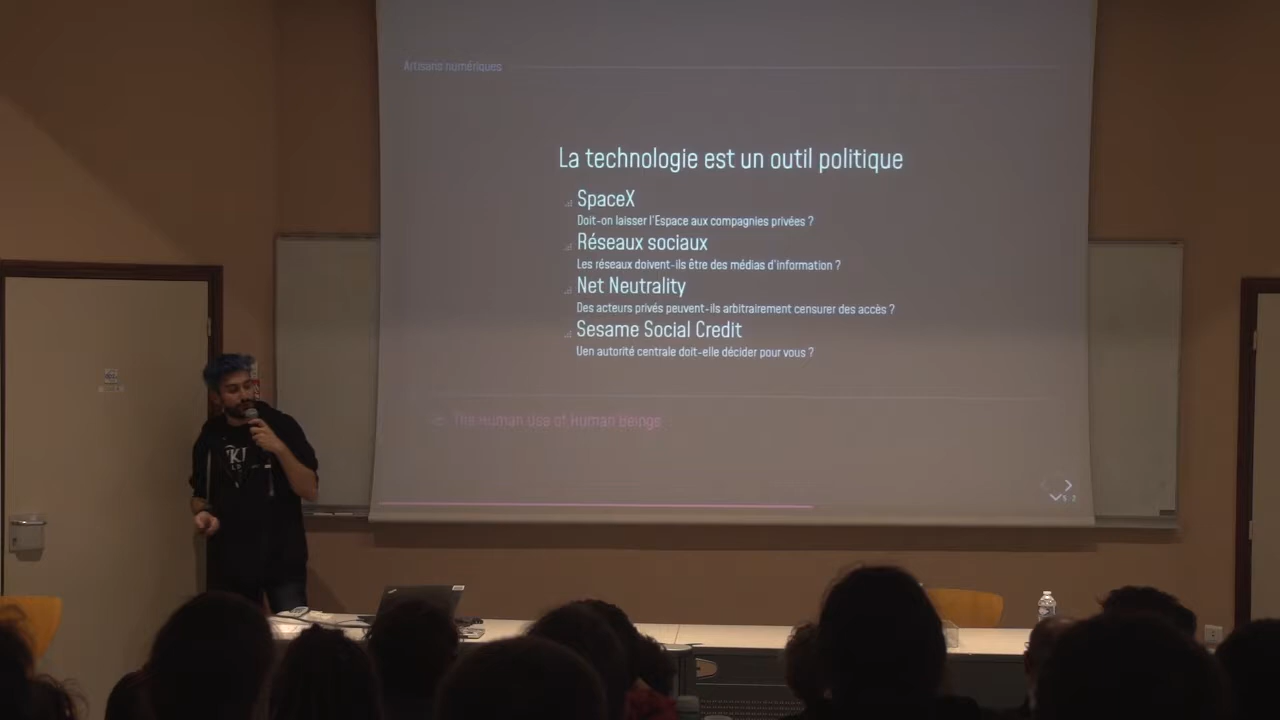 Artisans numériques
La technologie est un outil politique
SpaceX
Doit-on laisser l'Espace aux compagnies privées ?
Réseaux sociaux
Les réseaux doivent-ils être des médias d'information ?
Net Neutrality
Des acteurs privés peuvent-ils arbitrairement censurer des accès ?
Sesame Social Credit
Uen autorité centrale doit-elle décider pour vous ?
The Human Use of Human Beings